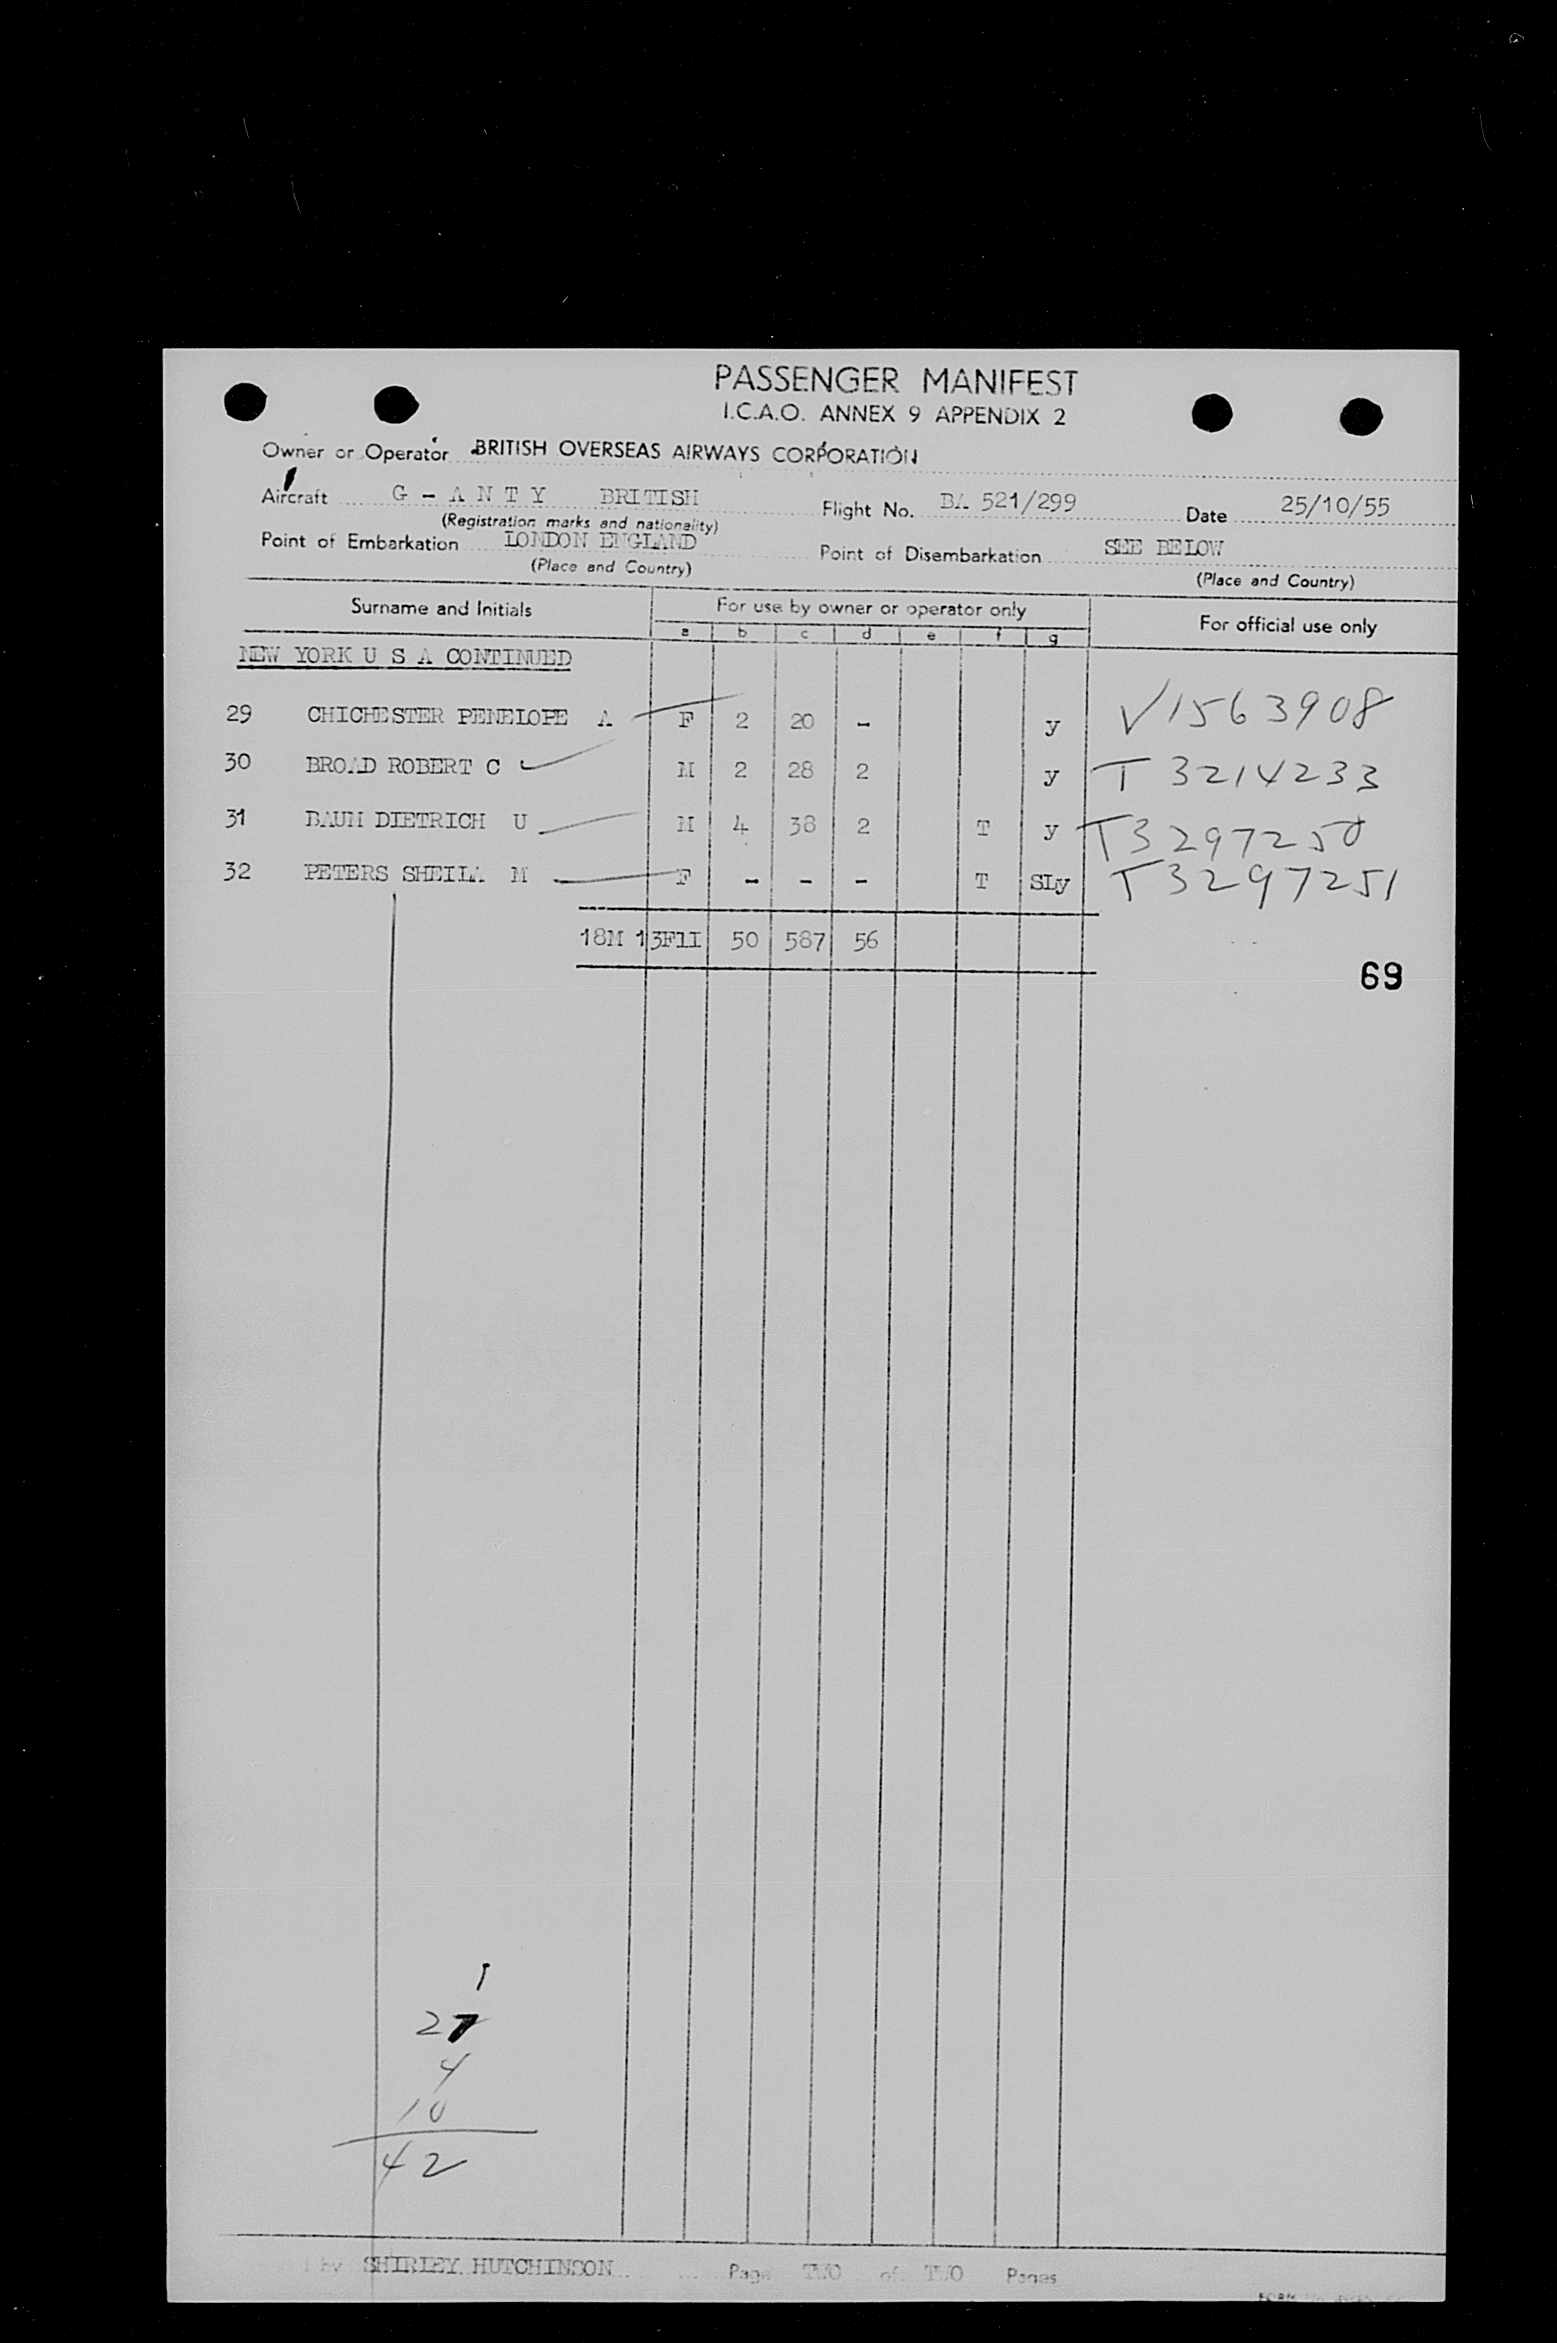 PASSENGER MANIFEST
I.C.A.O. ANNEX 9 APPENDIX 2
Owner or Operator BRITISH OVERSEAS AIRWAYS CORPORATION
Aircraft G - A N T Y BRITISH Flight No. BA 521/299 Date 25/10/55
(Registration marks and nationality)
Point of Embarkation LONDON ENGLAND Point of Disembarkation SEE BELOW
(Place and Country) (Place and Country)
Surname and Initials For use by owner or operator only For official use only
a b c d e f g
NEW YORK U S A CONTINUED
29 CHICHESTER PENELOPE A F 2 20 - y V1563908
30 BROAD ROBERT C M 2 28 2 y T 3214233
31 BAUM DIETRICH U M 4 38 2 T y T3297250
32 PETERS SHEILA M F - - - T SLy T3297251
18M 13F1I 50 587 56
69
1
27
4
10
42
by SHIRLEY HUTCHINSON Page TWO of TWO Pages